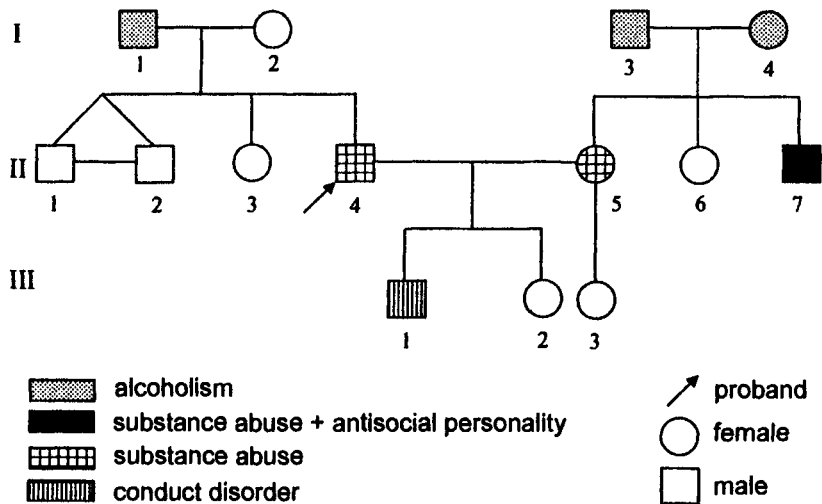 I
1 2 3 4
II
1 2 3 4 5 6 7
III
1 2 3
alcoholism
substance abuse + antisocial personality
substance abuse
conduct disorder
proband
female
male